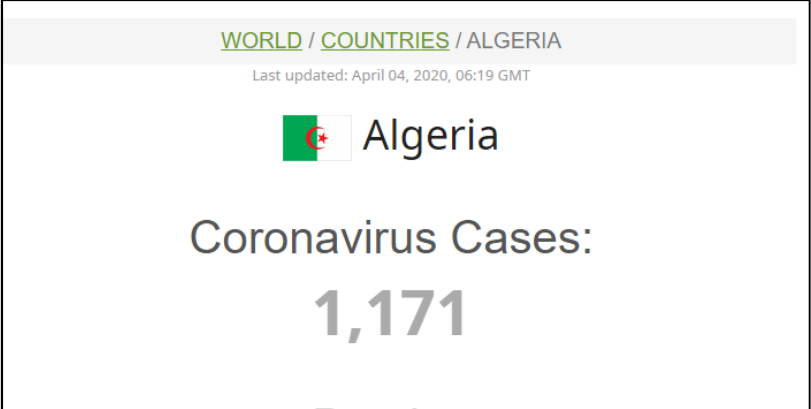 WORLD / COUNTRIES / ALGERIA
Last updated: April 04, 2020, 06:19 GMT
Algeria
Coronavirus Cases:
1,171